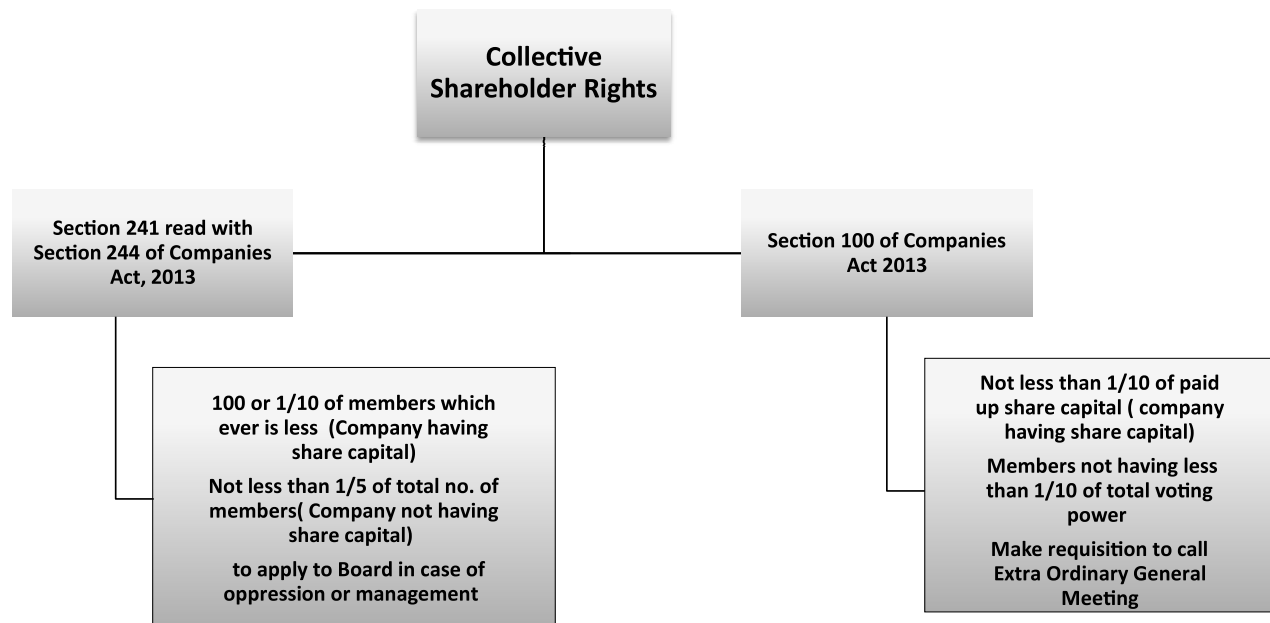 Collective
Shareholder Rights
Section 241 read with
Section 244 of Companies
Act, 2013
Section 100 of Companies
Act 2013
100 or 1/10 of members which
ever is less (Company having
share capital)
Not less than 1/5 of total no. of
members( Company not having
share capital)
to apply to Board in case of
oppression or management
Not less than 1/10 of paid
up share capital ( company
having share capital)
Members not having less
than 1/10 of total voting
power
Make requisition to call
Extra Ordinary General
Meeting